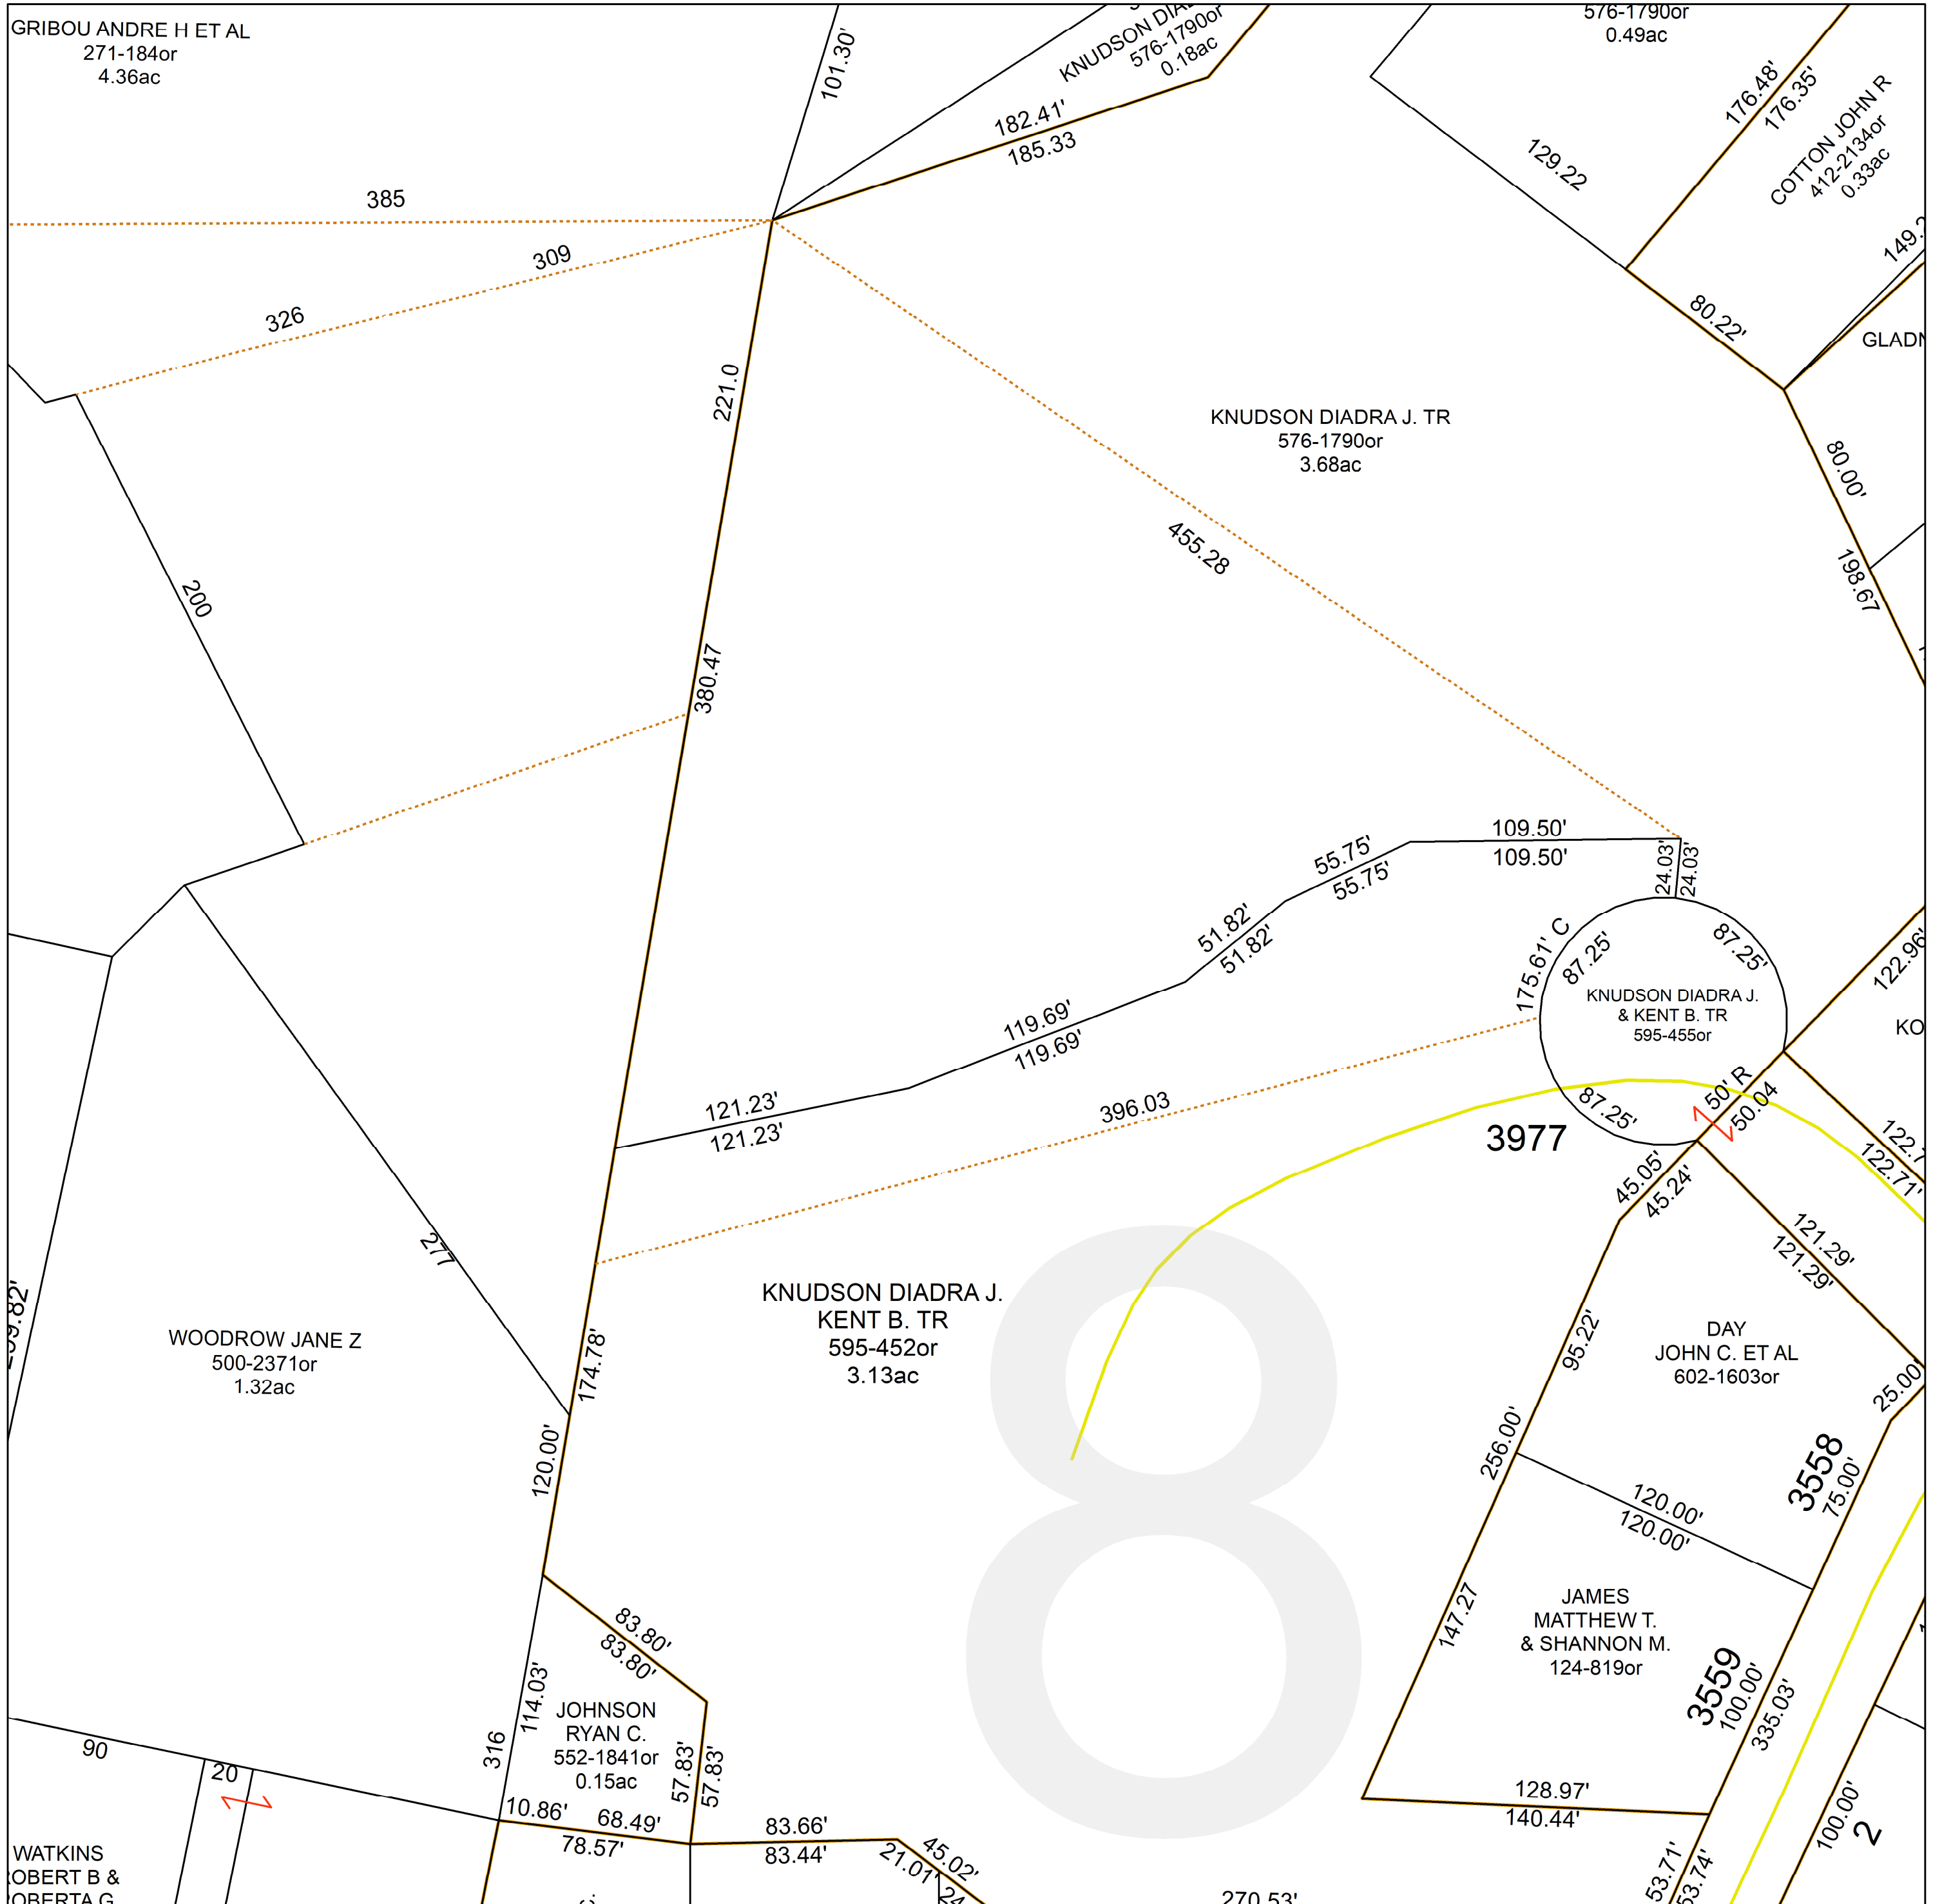 GRIBOU ANDRE H ET AL
271-184or
4.36ac
101.30'
KNUDSON
576-1790or
0.18ac
182.41'
185.33
576-1790or
0.49ac
176.48'
176.35'
COTTON JOHN R
412-2134or
0.33ac
129.22
80.22'
385
309
326
221.0
KNUDSON DIADRA J. TR
576-1790or
3.68ac
80.00'
198.67
455.28
200
380.47
109.50'
109.50'
55.75'
55.75'
24.03'
24.03'
51.82'
51.82'
119.69'
119.69'
121.23'
121.23'
175.61' C
87.25'
87.25'
87.25'
KNUDSON DIADRA J.
& KENT B. TR
595-455or
122.96'
396.03
3977
50' R
50.04
122.71'
45.05'
45.24'
121.29'
121.29'
277
KNUDSON DIADRA J.
KENT B. TR
595-452or
3.13ac
8
WOODROW JANE Z
500-2371or
1.32ac
174.78'
120.00'
95.22'
DAY
JOHN C. ET AL
602-1603or
25.00'
256.00'
3558
75.00'
120.00'
120.00'
147.27
JAMES
MATTHEW T.
& SHANNON M.
124-819or
3559
100.00'
335.03'
83.80'
83.80'
114.03'
316
JOHNSON
RYAN C.
552-1841or
0.15ac
57.83'
57.83'
90
20
10.86'
68.49'
78.57'
83.66'
83.44'
45.02'
21.01'
24
128.97'
140.44'
100.00'
2
53.71'
53.74'
270.53'
WATKINS
OBERT B &
OBERTA G